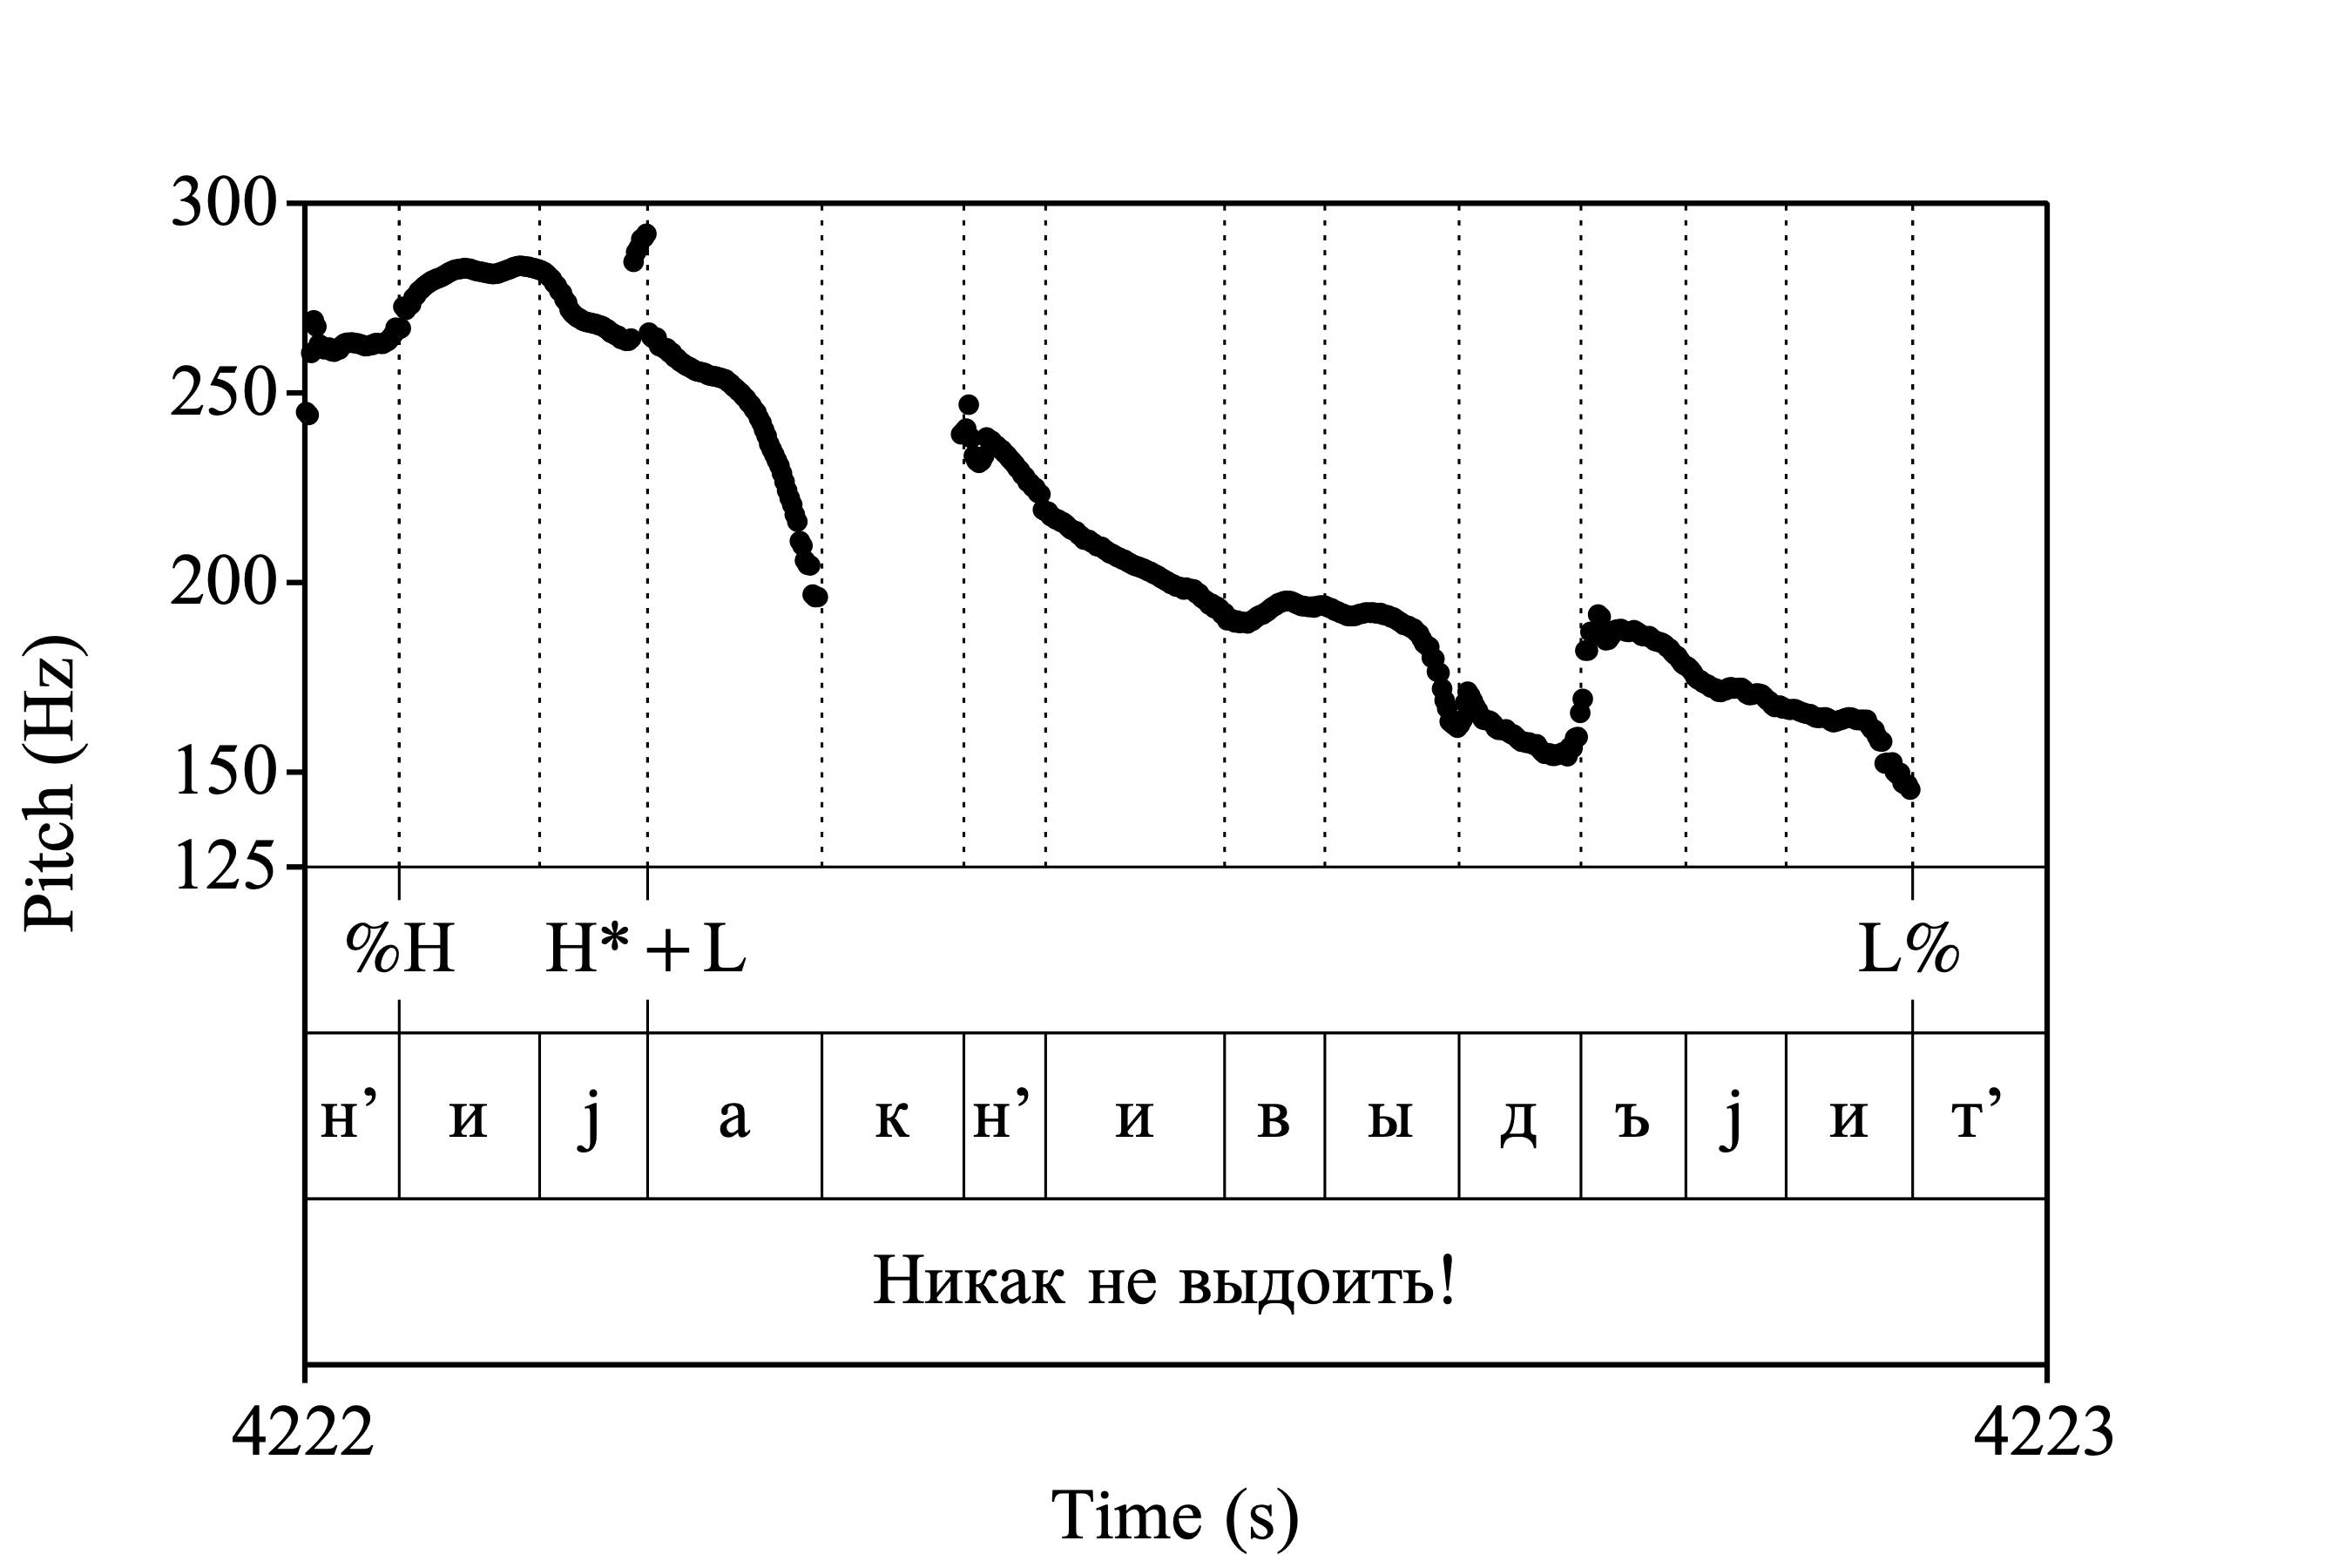 300
250
200
150
125
Pitch (Hz)
%H H*+L L%
н’ и j а к н’ и в ы д ъ j и т’
Никак не выдоить!
4222 4223
Time (s)